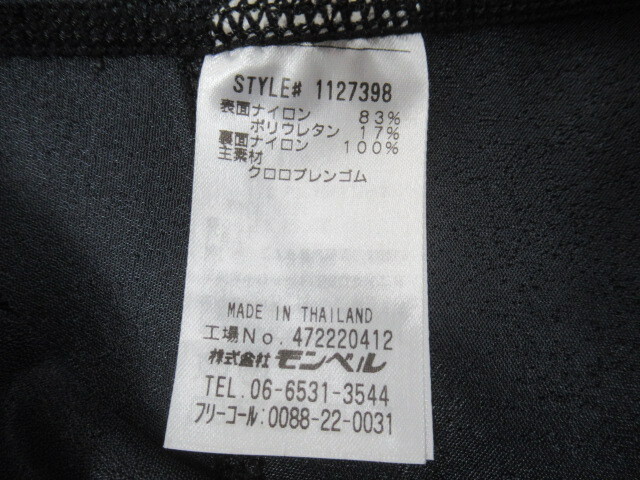 STYLE# 1127398
表面ナイロン 83%
ポリウレタン 17%
裏面ナイロン 100%
主素材
クロロプレンゴム
MADE IN THAILAND
工場No. 472220412
株式会社 モンベル
TEL. 06-6531-3544
フリーコール:0088-22-0031